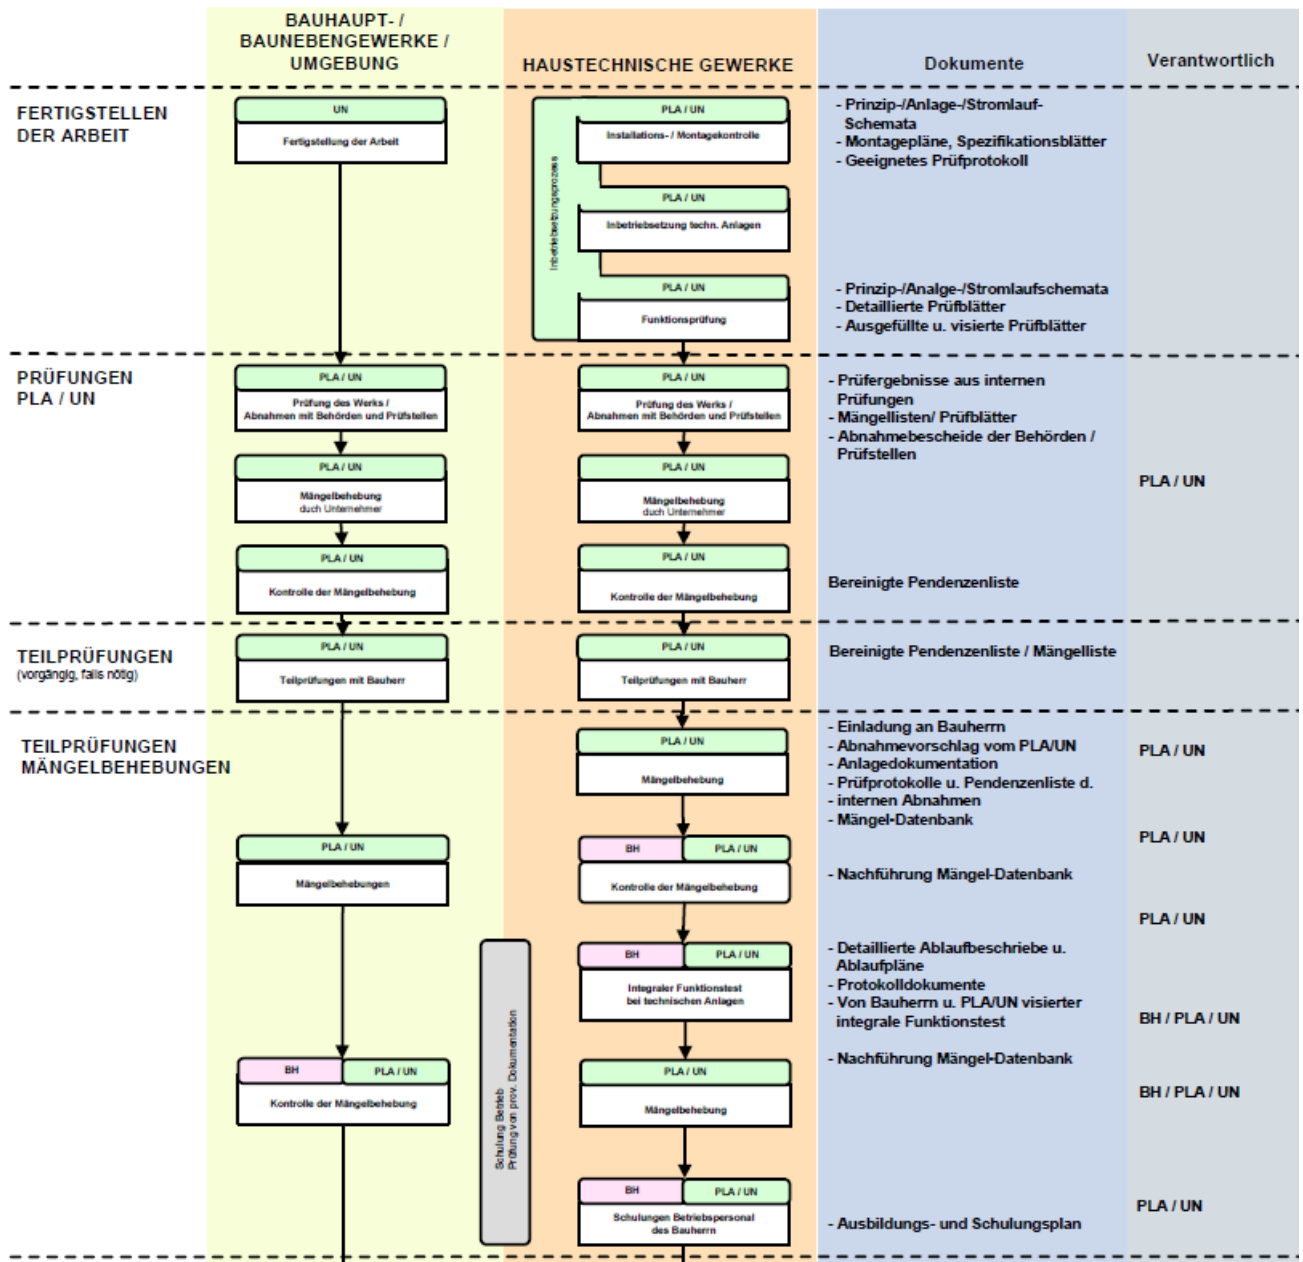 BAUHAUPT- /
BAUNEBENGEWERKE /
UMGEBUNG
HAUSTECHNISCHE GEWERKE
Dokumente
Verantwortlich
FERTIGSTELLEN
DER ARBEIT
UN
Fertigstellung der Arbeit
Inbetriebsetzungsprozess
PLA / UN
Installations- / Montagekontrolle
PLA / UN
Inbetriebsetzung techn. Anlagen
PLA / UN
Funktionsprüfung
- Prinzip-/Anlage-/Stromlauf-
Schemata
- Montagepläne, Spezifikationsblätter
- Geeignetes Prüfprotokoll
- Prinzip-/Analge-/Stromlaufschemata
- Detaillierte Prüfblätter
- Ausgefüllte u. visierte Prüfblätter
PRÜFUNGEN
PLA / UN
PLA / UN
Prüfung des Werks /
Abnahmen mit Behörden und Prüfstellen
PLA / UN
Mängelbehebung
duch Unternehmer
PLA / UN
Kontrolle der Mängelbehebung
PLA / UN
Prüfung des Werks /
Abnahmen mit Behörden und Prüfstellen
PLA / UN
Mängelbehebung
duch Unternehmer
PLA / UN
Kontrolle der Mängelbehebung
- Prüfergebnisse aus internen
Prüfungen
- Mängellisten/ Prüfblätter
- Abnahmebescheide der Behörden /
Prüfstellen
Bereinigte Pendenzenliste
PLA / UN
TEILPRÜFUNGEN
(vorgängig, falls nötig)
PLA / UN
Teilprüfungen mit Bauherr
PLA / UN
Teilprüfungen mit Bauherr
Bereinigte Pendenzenliste / Mängelliste
TEILPRÜFUNGEN
MÄNGELBEHEBUNGEN
PLA / UN
Mängelbehebungen
BH
PLA / UN
Kontrolle der Mängelbehebung
Schulung Betrieb
Prüfung von prov. Dokumentation
PLA / UN
Mängelbehebung
BH
PLA / UN
Kontrolle der Mängelbehebung
BH
PLA / UN
Integraler Funktionstest
bei technischen Anlagen
PLA / UN
Mängelbehebung
BH
PLA / UN
Schulungen Betriebspersonal
des Bauherrn
- Einladung an Bauherrn
- Abnahmevorschlag vom PLA/UN
- Anlagedokumentation
- Prüfprotokolle u. Pendenzenliste d.
- internen Abnahmen
- Mängel-Datenbank
- Nachführung Mängel-Datenbank
- Detaillierte Ablaufbeschriebe u.
Ablaufpläne
- Protokolldokumente
- Von Bauherrn u. PLA/UN visierter
integrale Funktionstest
- Nachführung Mängel-Datenbank
- Ausbildungs- und Schulungsplan
PLA / UN
PLA / UN
PLA / UN
BH / PLA / UN
BH / PLA / UN
PLA / UN